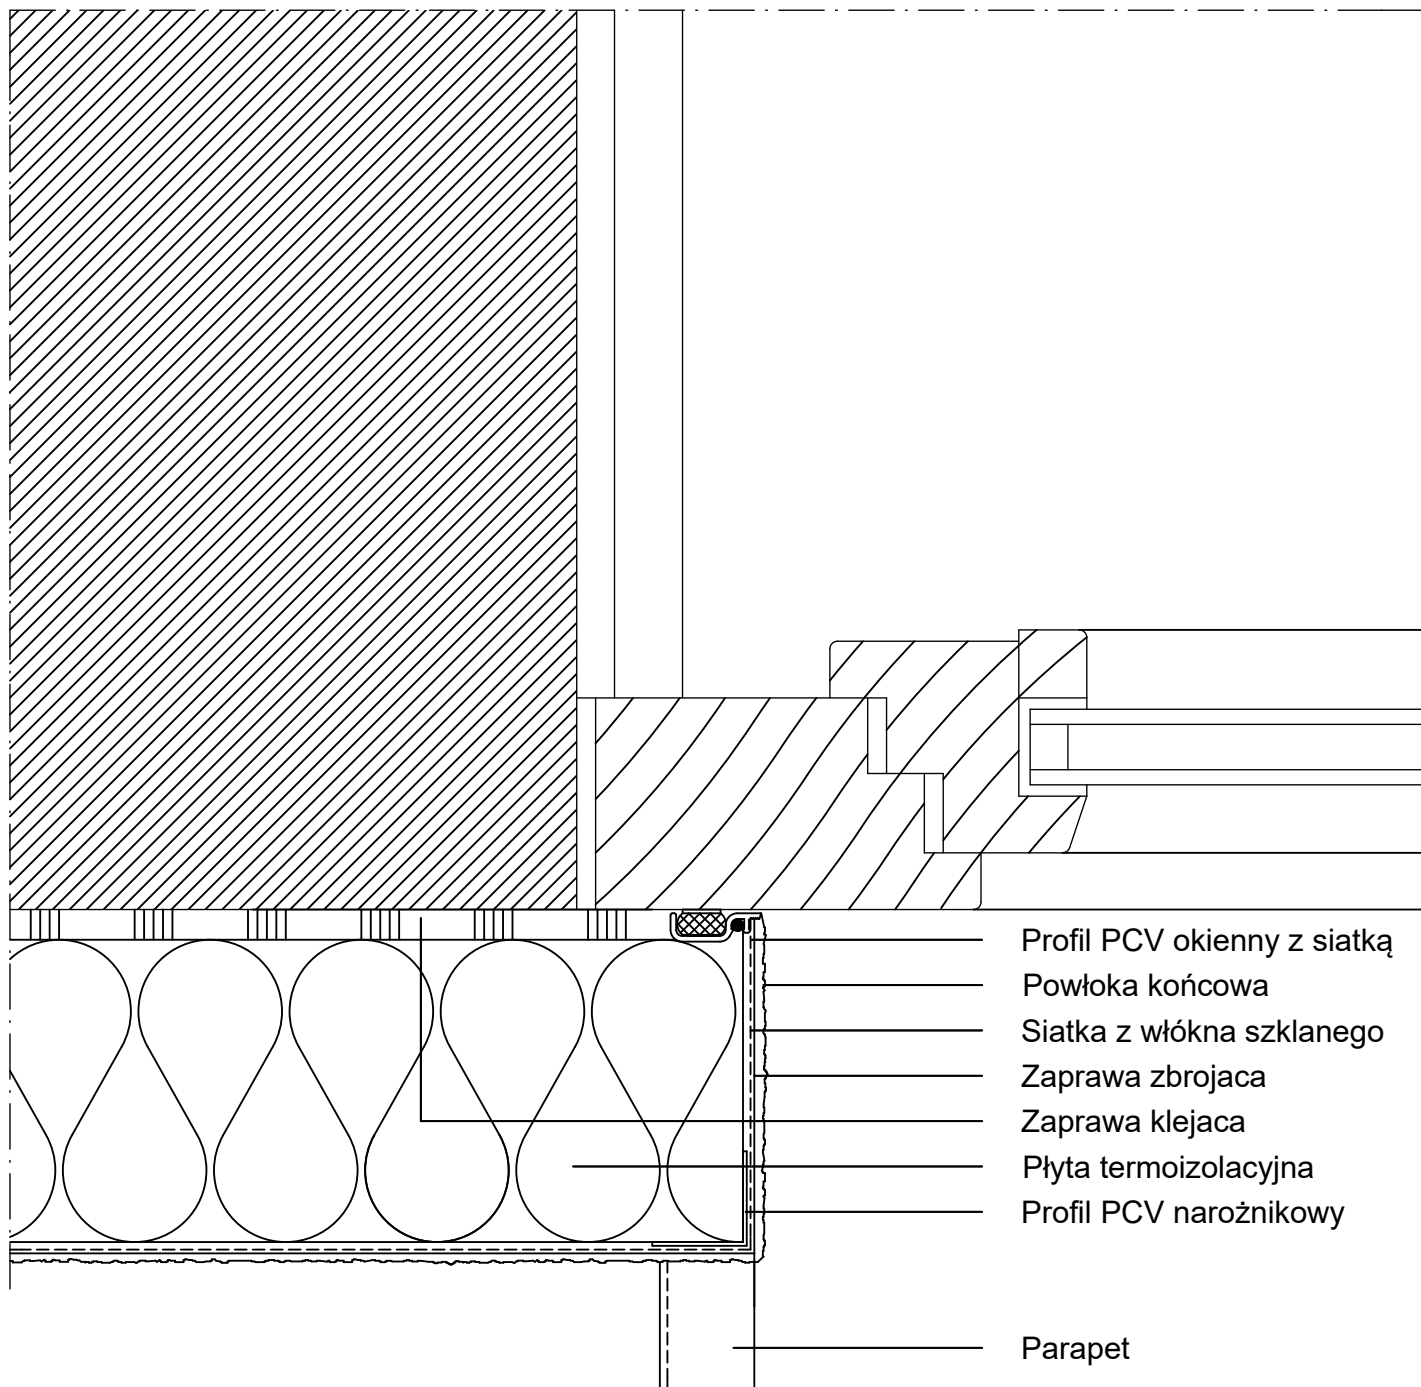 Profil PCV okienny z siatką
Powłoka końcowa
Siatka z włókna szklanego
Zaprawa zbrojaca
Zaprawa klejaca
Płyta termoizolacyjna
Profil PCV narożnikowy
Parapet